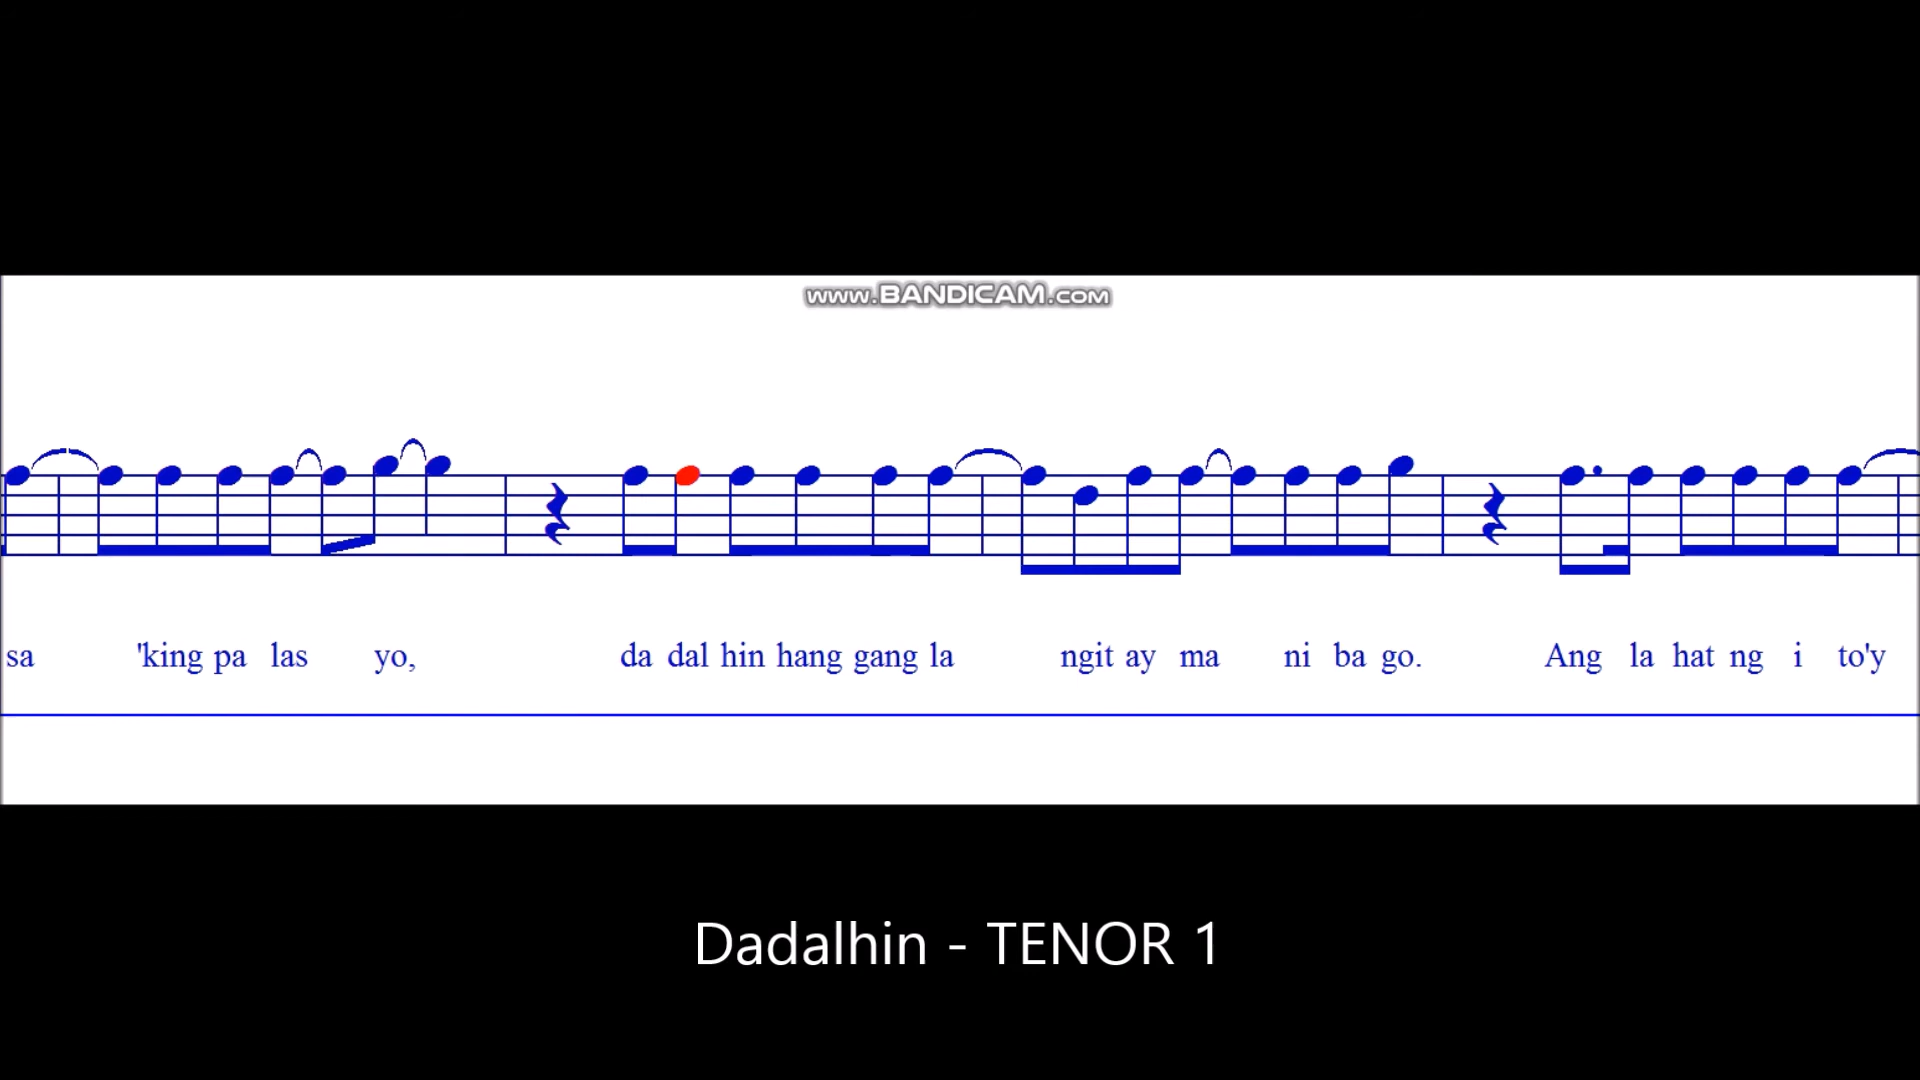 www.BANDICAM.com
sa 'king pa las yo, da dal hin hang gang la ngit ay ma ni ba go. Ang la hat ng i to'y
Dadalhin - TENOR 1